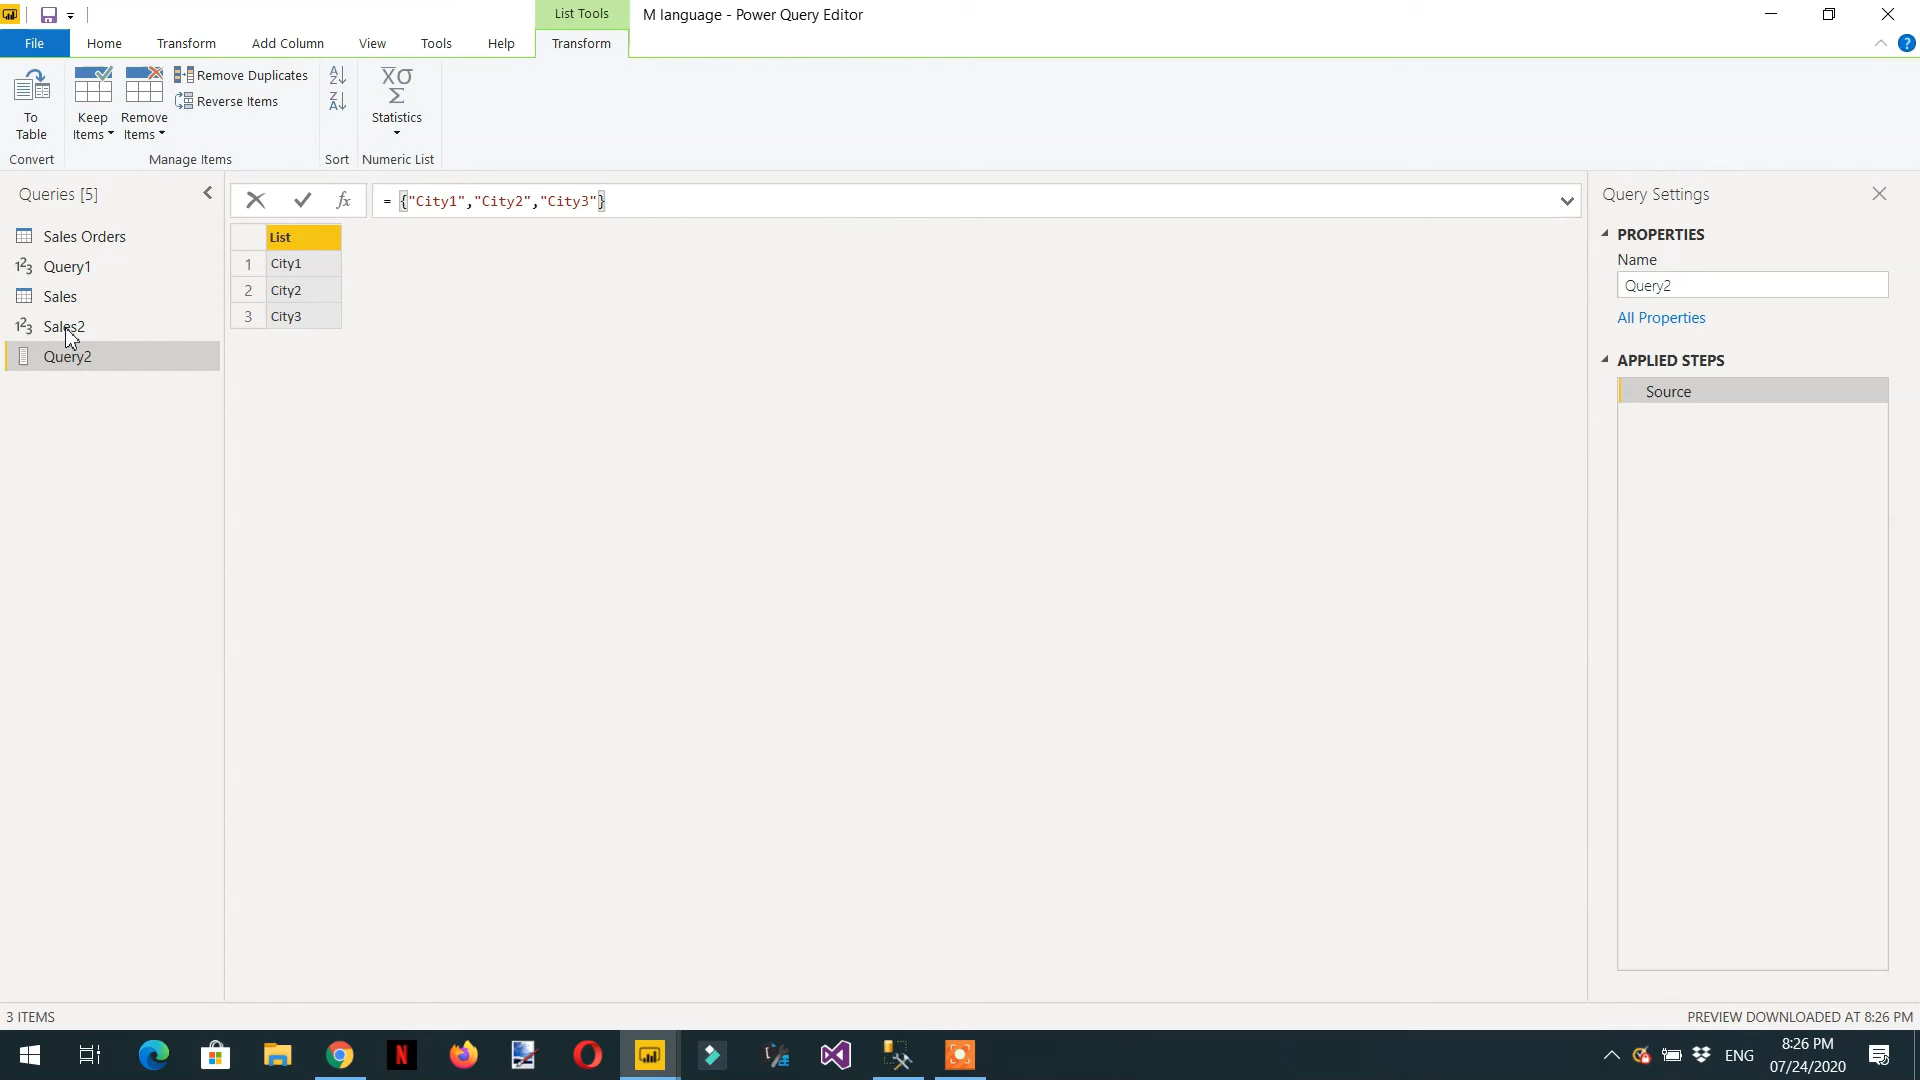 M language - Power Query Editor
List Tools
File
Home
Transform
Add Column
View
Tools
Help
Transform
To Table
Keep Items
Remove Items
Remove Duplicates
Reverse Items
Statistics
Convert
Manage Items
Sort
Numeric List
Queries [5]
Sales Orders
Query1
Sales
Sales2
Query2
fx
= {"City1","City2","City3"}
List
1 City1
2 City2
3 City3
Query Settings
PROPERTIES
Name
Query2
All Properties
APPLIED STEPS
Source
3 ITEMS
PREVIEW DOWNLOADED AT 8:26 PM
ENG
8:26 PM
07/24/2020